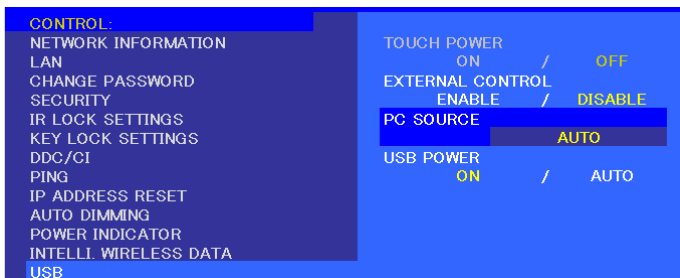 CONTROL:
NETWORK INFORMATION
LAN
CHANGE PASSWORD
SECURITY
IR LOCK SETTINGS
KEY LOCK SETTINGS
DDC/CI
PING
IP ADDRESS RESET
AUTO DIMMING
POWER INDICATOR
INTELLI. WIRELESS DATA
USB
TOUCH POWER
ON / OFF
EXTERNAL CONTROL
ENABLE / DISABLE
PC SOURCE
AUTO
USB POWER
ON / AUTO